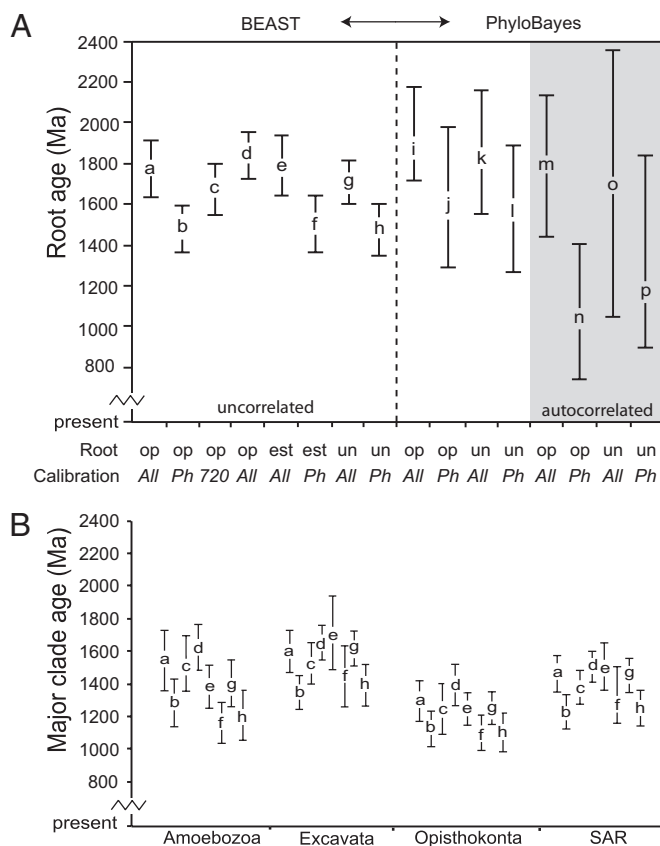 A
BEAST PhyloBayes
Root age (Ma)
2400
2200
2000
1800
1600
1400
1200
1000
800
present
a
b
c
d
e
f
g
h
i
j
k
l
m
n
o
p
uncorrelated
autocorrelated
Root op op op op est est un un op op un un op op un un
Calibration All Ph 720 All All Ph All Ph All Ph All Ph All Ph All Ph
B
Major clade age (Ma)
2400
2200
2000
1800
1600
1400
1200
1000
800
present
a b c d e f g h
a b c d e f g h
a b c d e f g h
a b c d e f g h
Amoebozoa Excavata Opisthokonta SAR